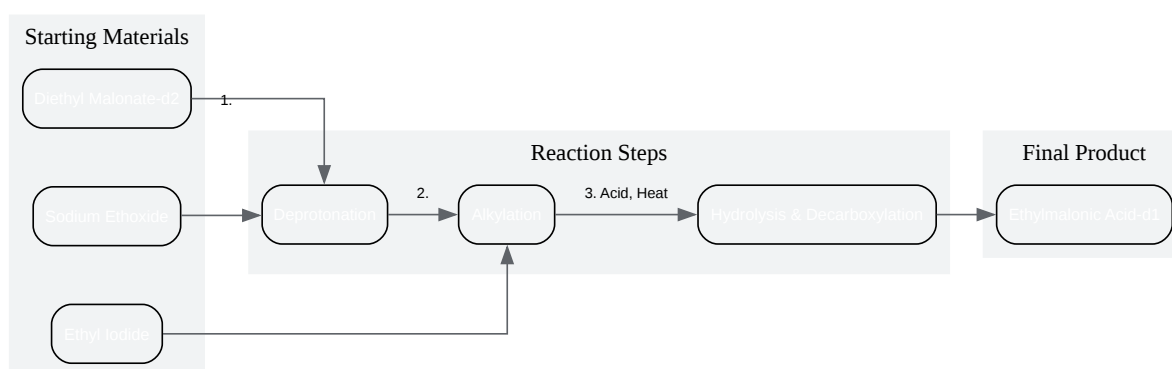 Starting Materials
Diethyl Malonate-d2
1.
Sodium Ethoxide
Ethyl Iodide
Reaction Steps
Deprotonation
2.
Alkylation
3. Acid, Heat
Hydrolysis & Decarboxylation
Final Product
Ethylmalonic Acid-d1